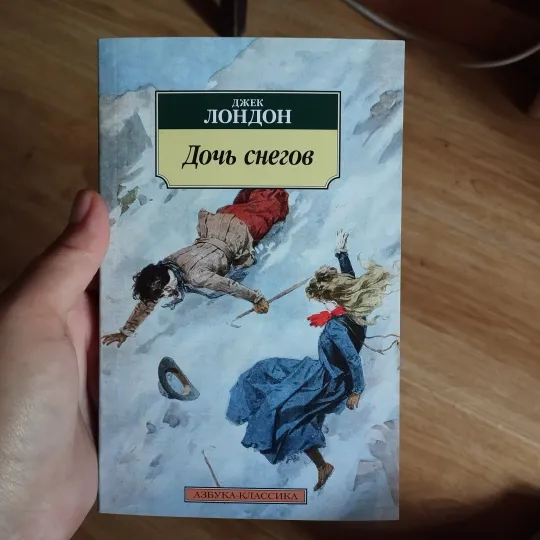 ДЖЕК
ЛОНДОН
Дочь снегов
АЗБУКА-КЛАССИКА